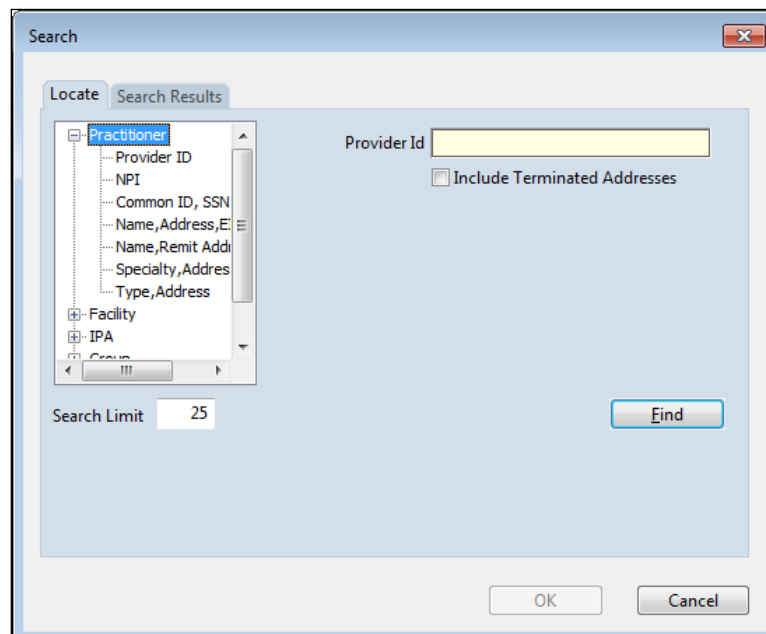 Search
Locate
Search Results
Practitioner
Provider ID
NPI
Common ID, SSN
Name,Address,E
Name,Remit Addr
Specialty,Addres
Type,Address
Facility
IPA
Group
Provider Id
Include Terminated Addresses
Search Limit 25
Find
OK
Cancel